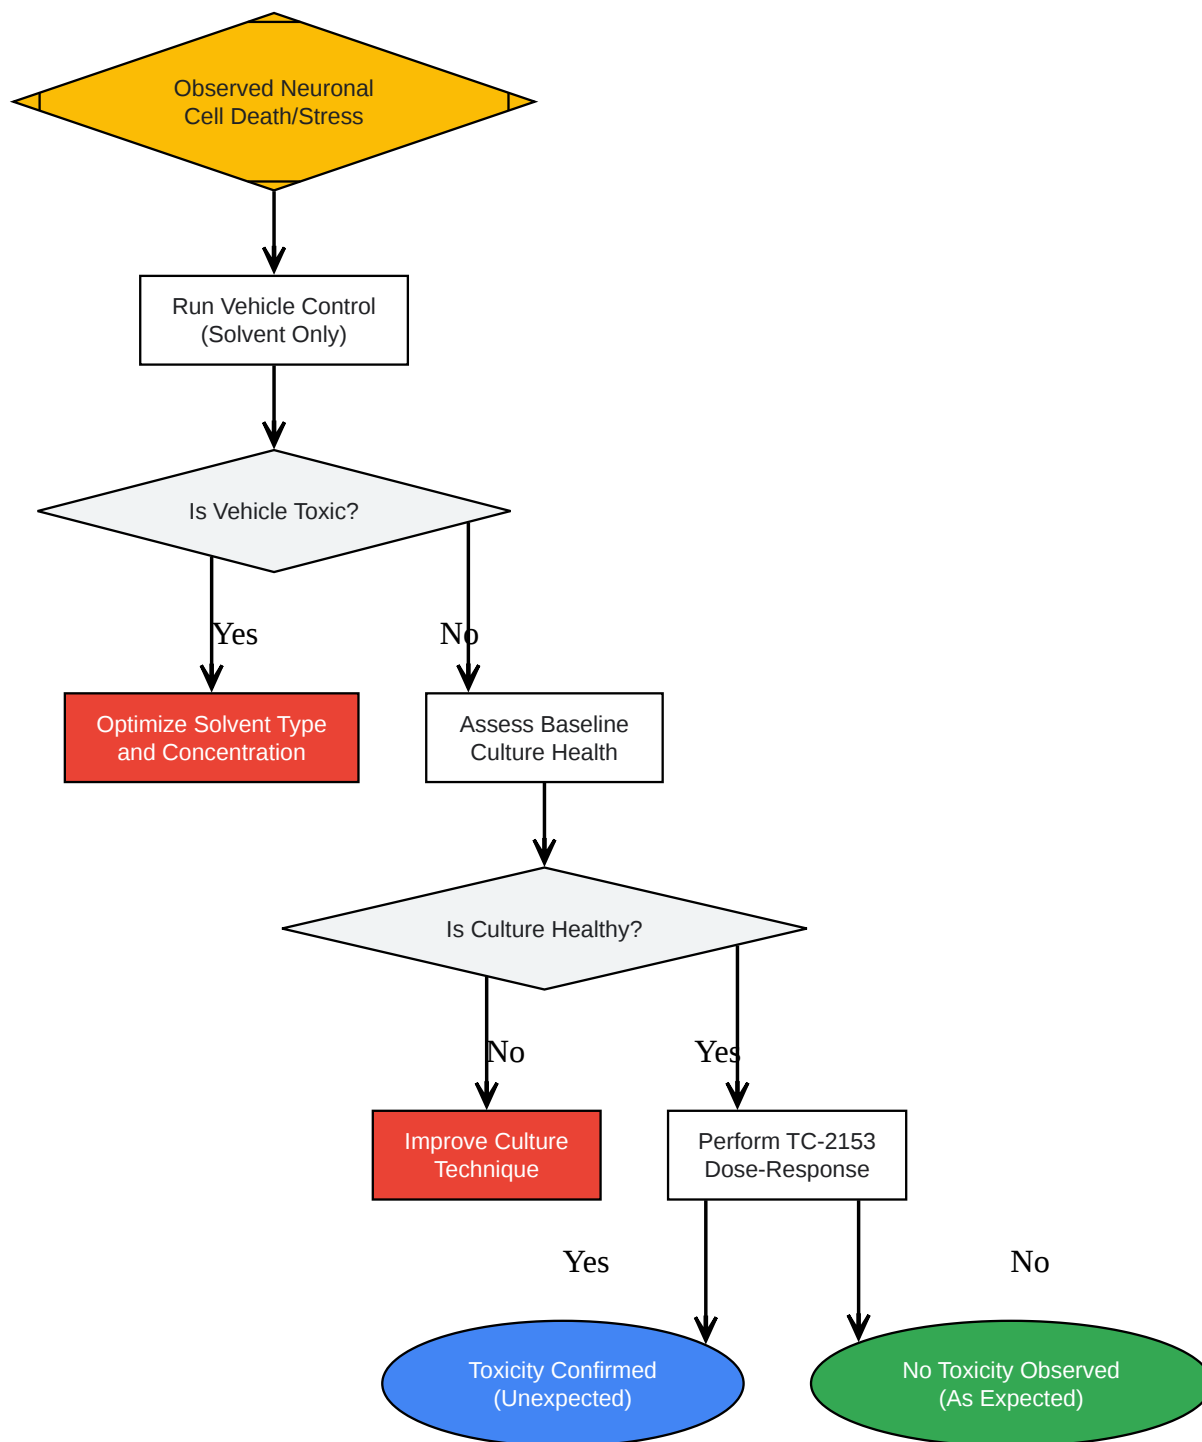 Observed Neuronal
Cell Death/Stress
Run Vehicle Control
(Solvent Only)
Is Vehicle Toxic?
Yes
No
Optimize Solvent Type
and Concentration
Assess Baseline
Culture Health
Is Culture Healthy?
No
Yes
Improve Culture
Technique
Perform TC-2153
Dose-Response
Yes
No
Toxicity Confirmed
(Unexpected)
No Toxicity Observed
(As Expected)